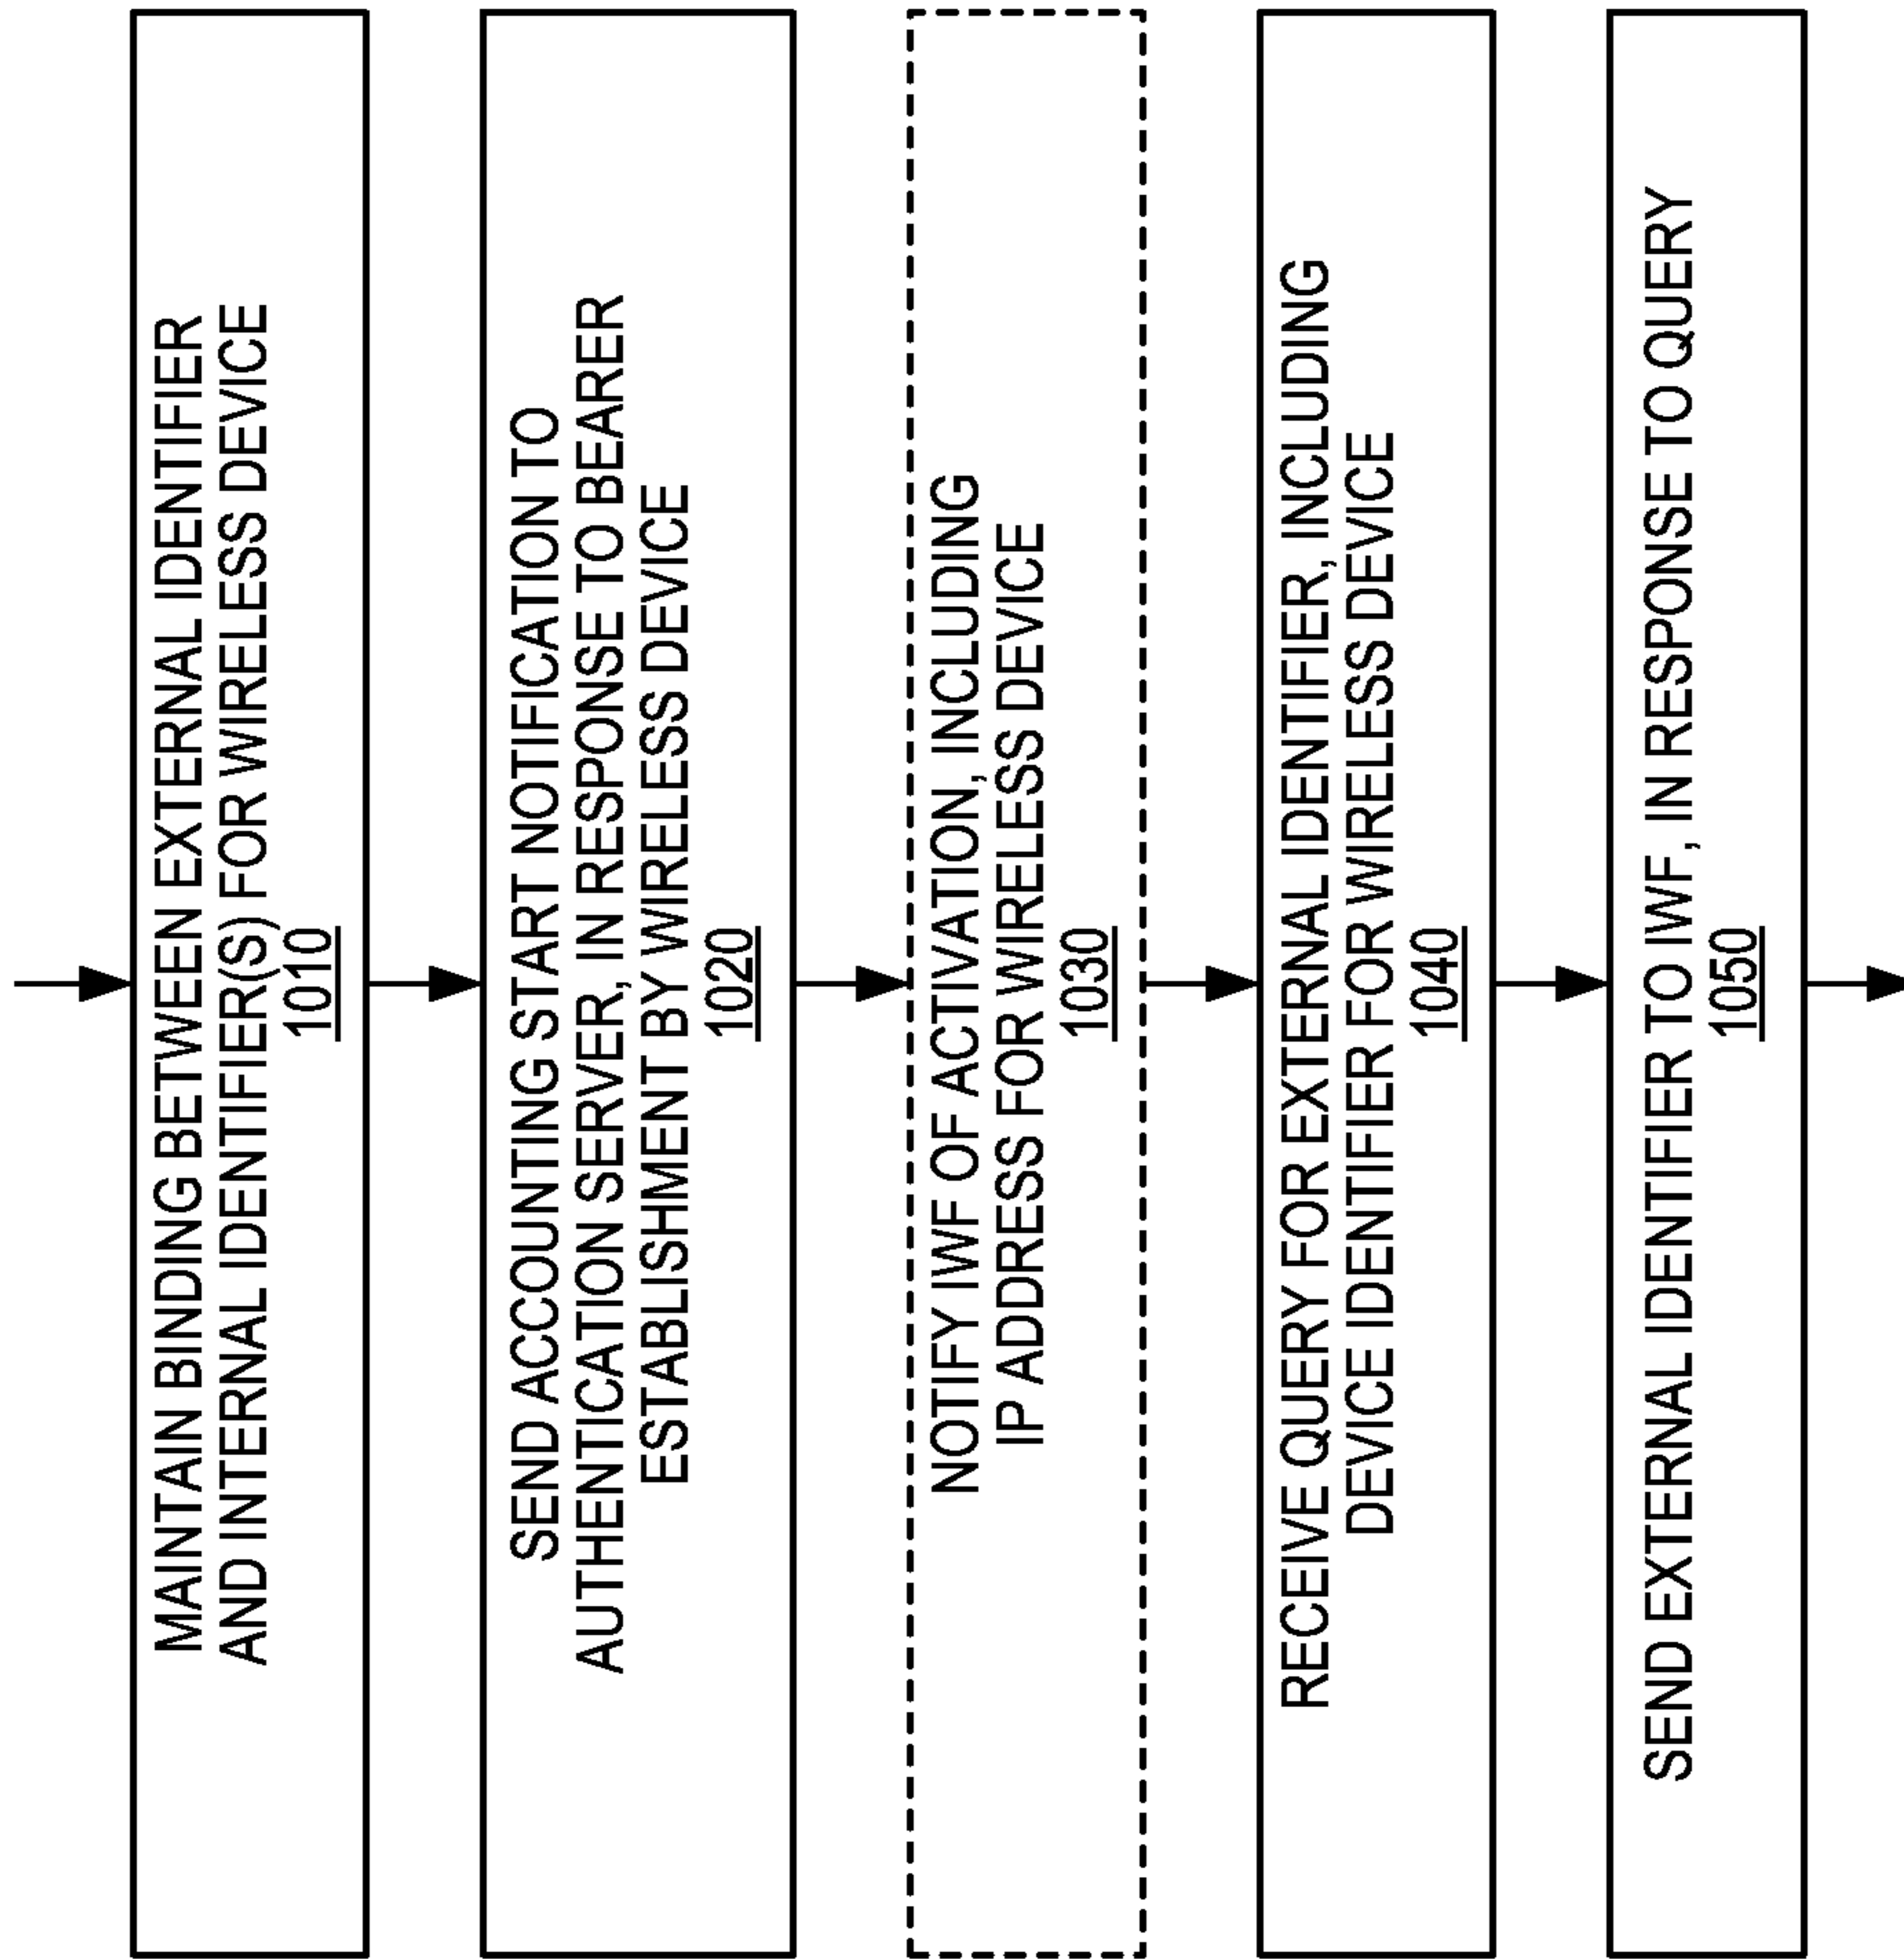 MAINTAIN BINDING BETWEEN EXTERNAL IDENTIFIER
AND INTERNAL IDENTIFIER(S) FOR WIRELESS DEVICE
1010
SEND ACCOUNTING START NOTIFICATION TO
AUTHENTICATION SERVER, IN RESPONSE TO BEARER
ESTABLISHMENT BY WIRELESS DEVICE
1020
NOTIFY IWF OF ACTIVATION, INCLUDING
IP ADDRESS FOR WIRELESS DEVICE
1030
RECEIVE QUERY FOR EXTERNAL IDENTIFIER, INCLUDING
DEVICE IDENTIFIER FOR WIRELESS DEVICE
1040
SEND EXTERNAL IDENTIFIER TO IWF, IN RESPONSE TO QUERY
1050